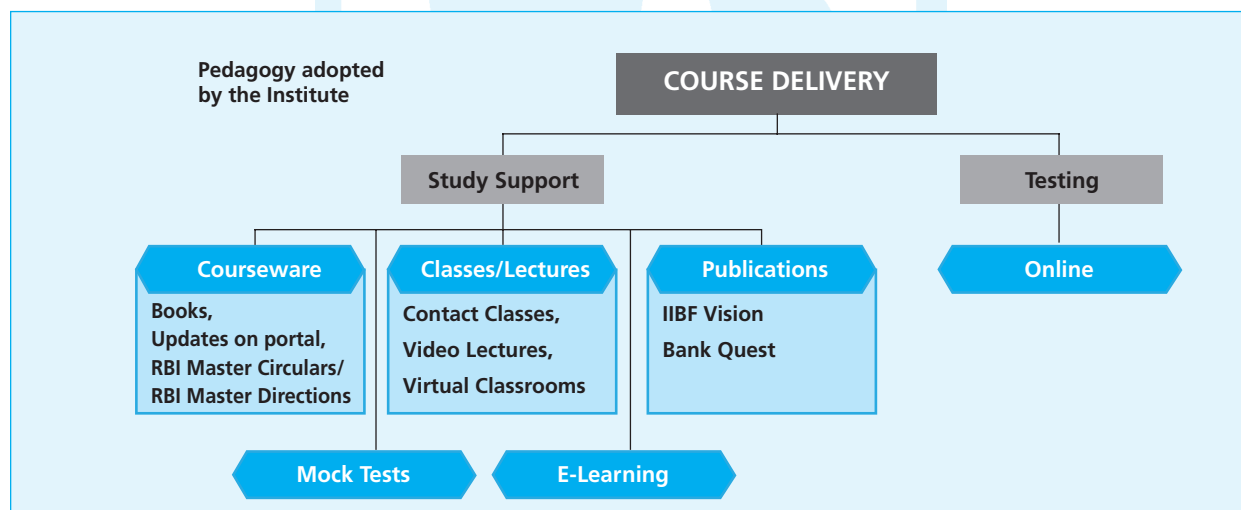 Pedagogy adopted
by the Institute
COURSE DELIVERY
Study Support
Testing
Courseware
Books,
Updates on portal,
RBI Master Circulars/
RBI Master Directions
Classes/Lectures
Contact Classes,
Video Lectures,
Virtual Classrooms
Publications
IIBF Vision
Bank Quest
Online
Mock Tests
E-Learning